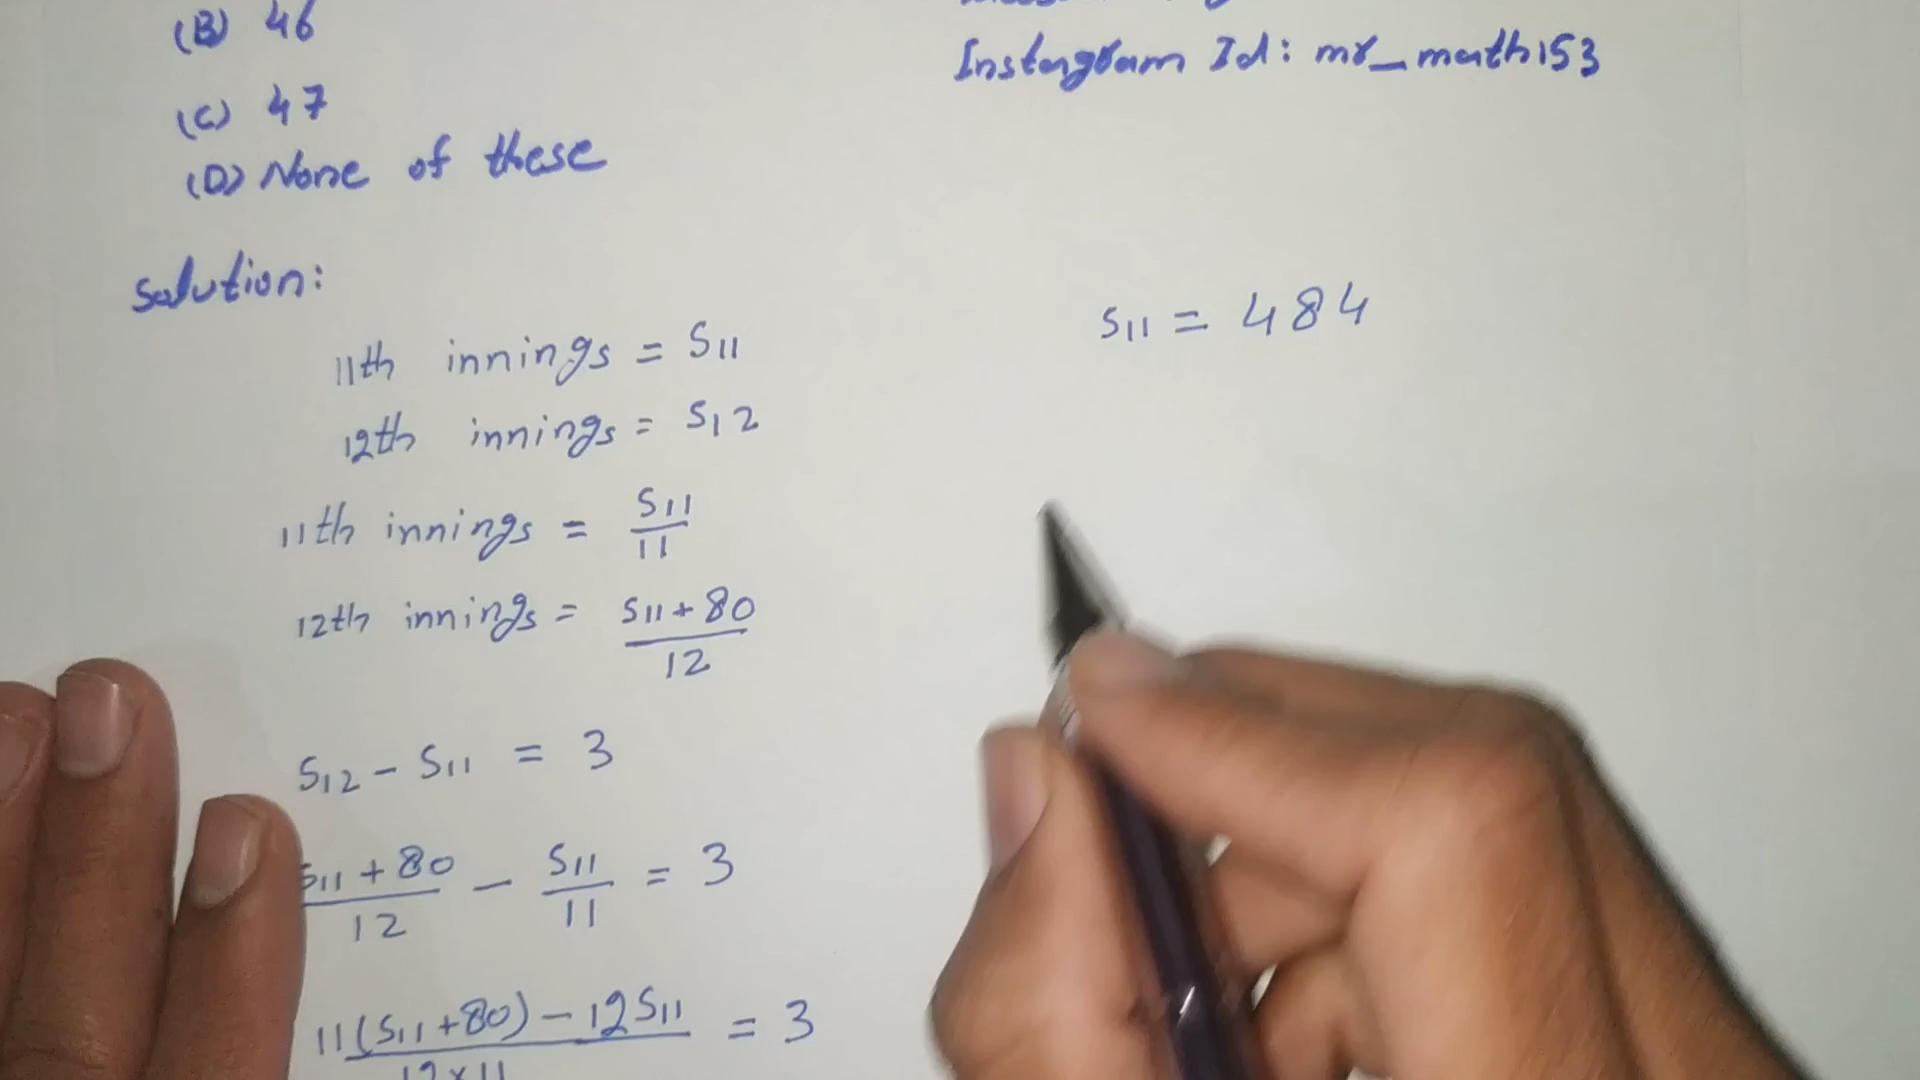 (B) 46
Instagram Id: mr_math153
(C) 47
(D) None of these
Solution:
11th innings = S11
12th innings = S12
11th innings = S11/11
12th innings = S11+80/12
S12 - S11 = 3
S11+80/12 - S11/11 = 3
11(S11+80) - 12S11/12×11 = 3
S11 = 484